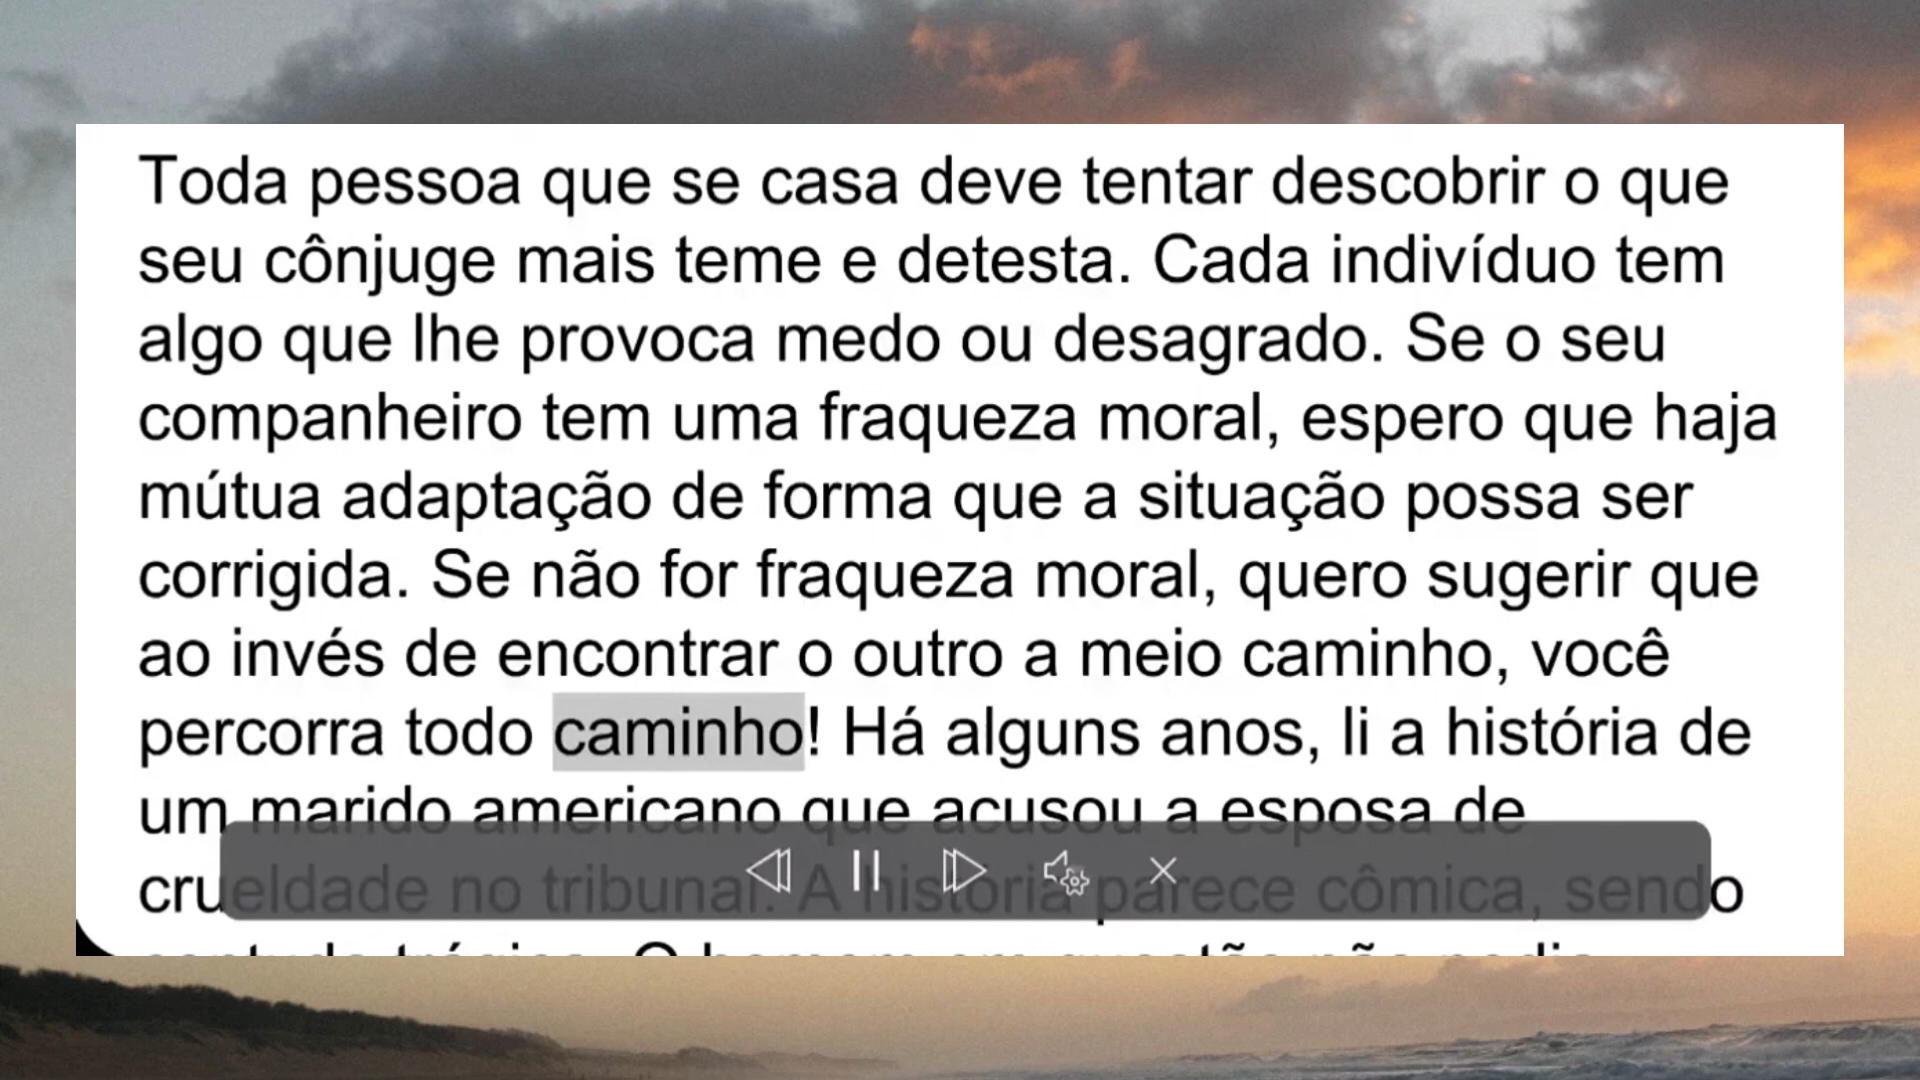 Toda pessoa que se casa deve tentar descobrir o que
seu cônjuge mais teme e detesta. Cada indivíduo tem
algo que lhe provoca medo ou desagrado. Se o seu
companheiro tem uma fraqueza moral, espero que haja
mútua adaptação de forma que a situação possa ser
corrigida. Se não for fraqueza moral, quero sugerir que
ao invés de encontrar o outro a meio caminho, você
percorra todo caminho! Há alguns anos, li a história de
um marido americano que acusou a esposa de
crueldade no tribunal. A história parece cômica, sendo